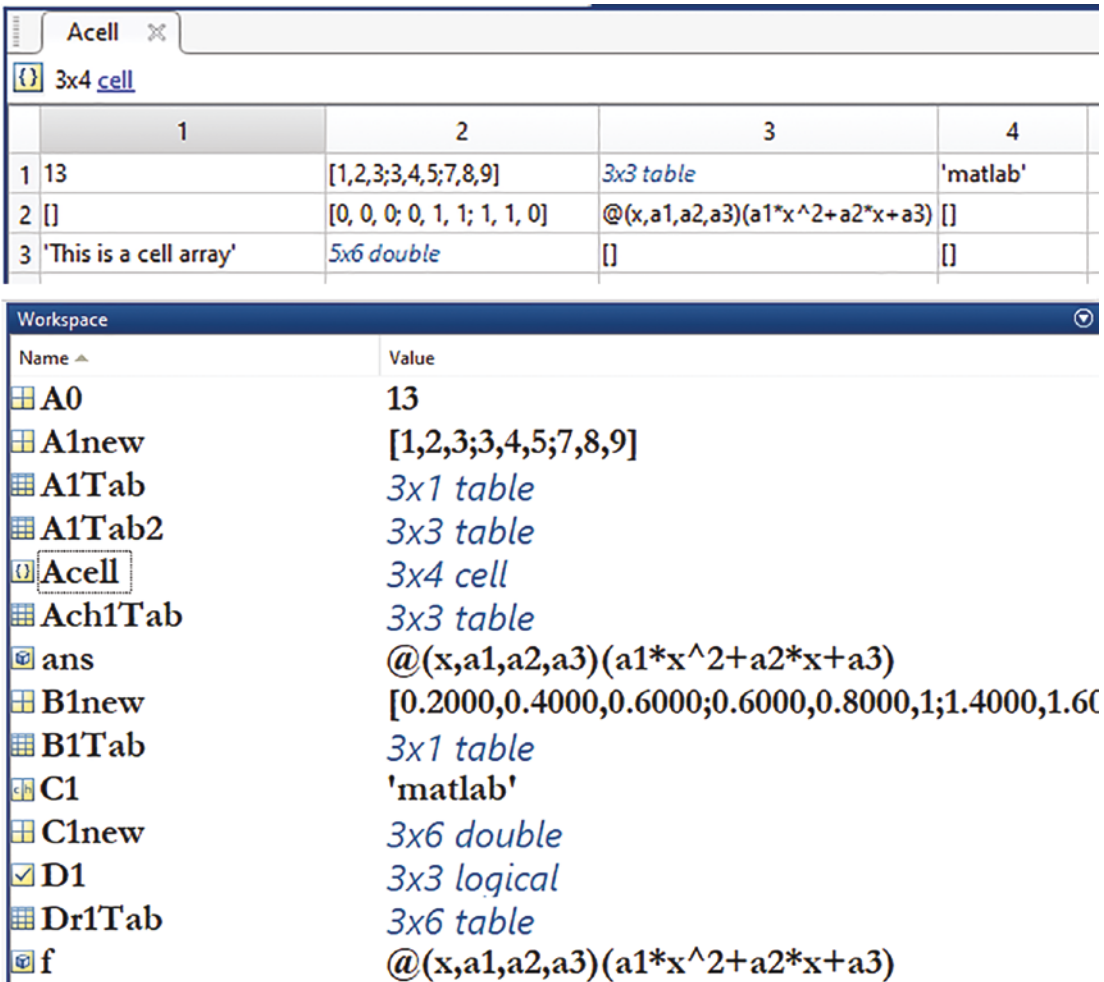 Acell
{} 3x4 cell
1 2 3 4
1 13 [1,2,3;3,4,5;7,8,9] 3x3 table 'matlab'
2 [] [0, 0, 0; 0, 1, 1; 1, 1, 0] @(x,a1,a2,a3)(a1*x^2+a2*x+a3) []
3 'This is a cell array' 5x6 double [] []
Workspace
Name Value
A0 13
A1new [1,2,3;3,4,5;7,8,9]
A1Tab 3x1 table
A1Tab2 3x3 table
{} Acell 3x4 cell
Ach1Tab 3x3 table
ans @(x,a1,a2,a3)(a1*x^2+a2*x+a3)
B1new [0.2000,0.4000,0.6000;0.6000,0.8000,1;1.4000,1.60
B1Tab 3x1 table
ch C1 'matlab'
C1new 3x6 double
D1 3x3 logical
Dr1Tab 3x6 table
f @(x,a1,a2,a3)(a1*x^2+a2*x+a3)